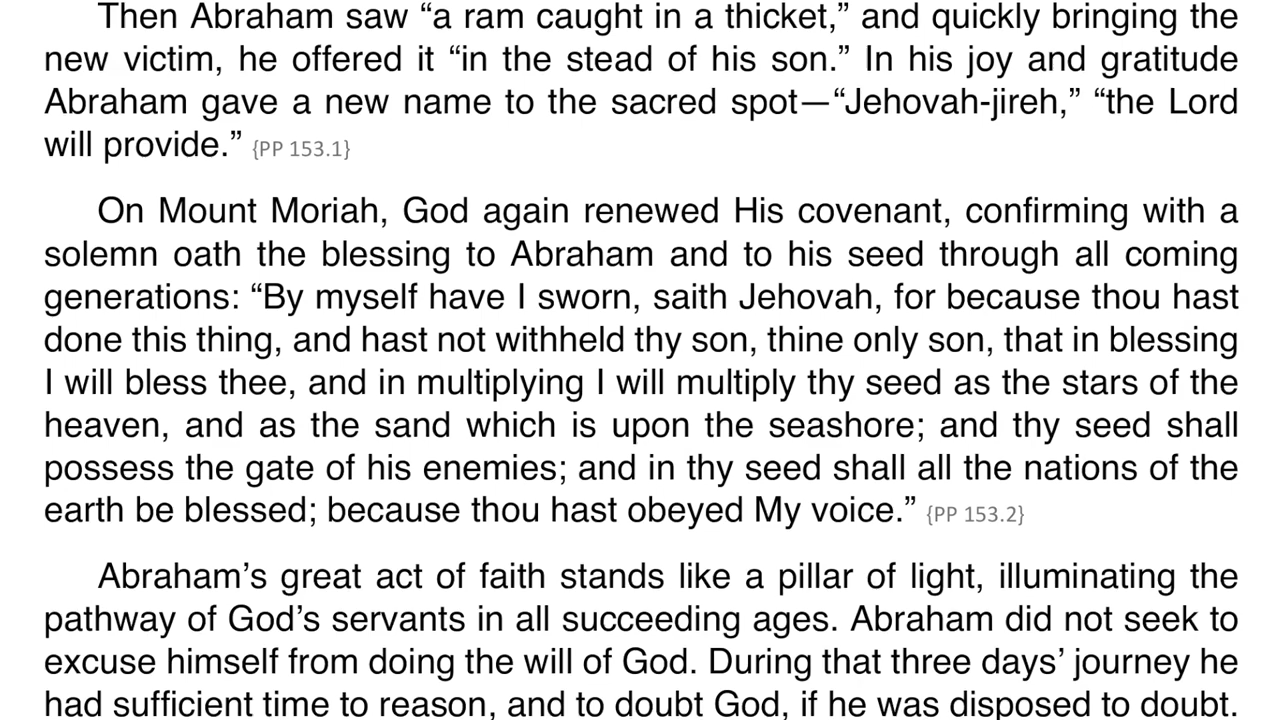 Then Abraham saw “a ram caught in a thicket,” and quickly bringing the
new victim, he offered it “in the stead of his son.” In his joy and gratitude
Abraham gave a new name to the sacred spot—“Jehovah-jireh,” “the Lord
will provide.” {PP 153.1}
On Mount Moriah, God again renewed His covenant, confirming with a
solemn oath the blessing to Abraham and to his seed through all coming
generations: “By myself have I sworn, saith Jehovah, for because thou hast
done this thing, and hast not withheld thy son, thine only son, that in blessing
I will bless thee, and in multiplying I will multiply thy seed as the stars of the
heaven, and as the sand which is upon the seashore; and thy seed shall
possess the gate of his enemies; and in thy seed shall all the nations of the
earth be blessed; because thou hast obeyed My voice.” {PP 153.2}
Abraham’s great act of faith stands like a pillar of light, illuminating the
pathway of God’s servants in all succeeding ages. Abraham did not seek to
excuse himself from doing the will of God. During that three days’ journey he
had sufficient time to reason, and to doubt God, if he was disposed to doubt.